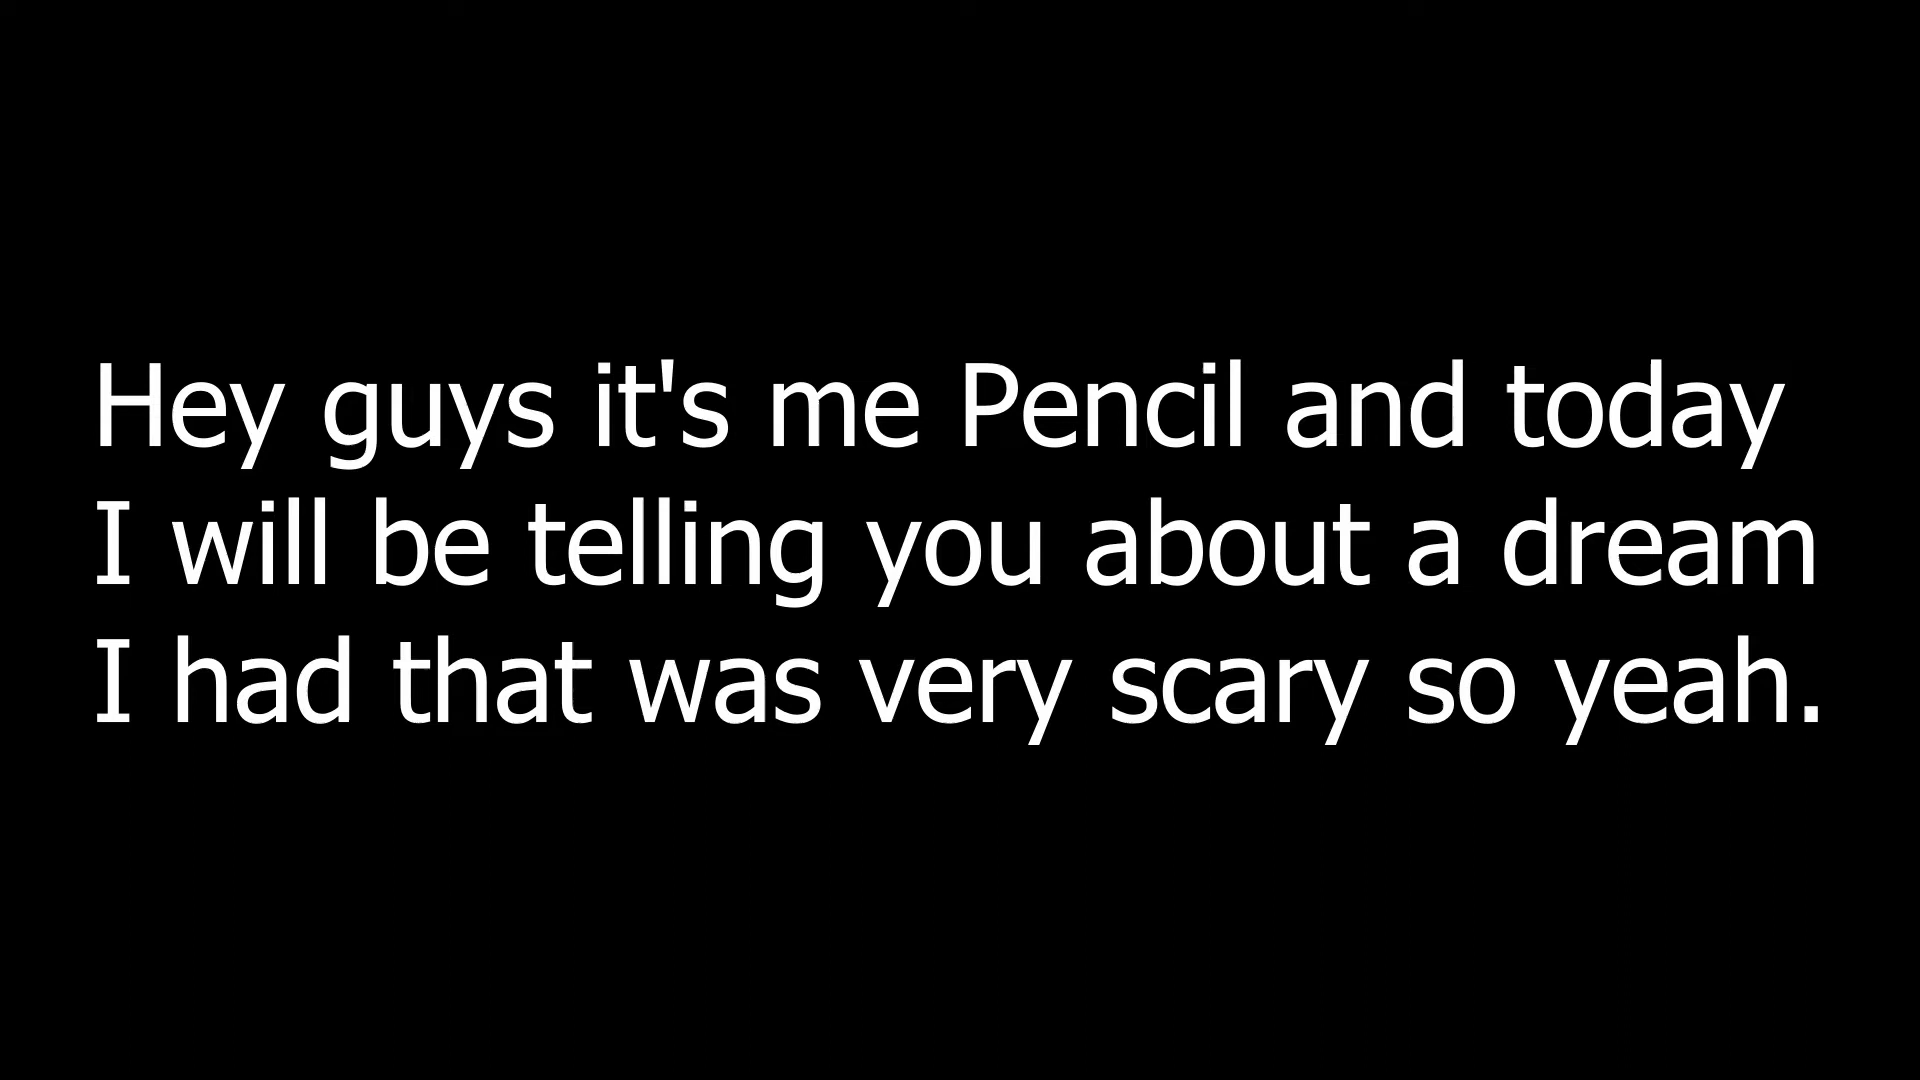 Hey guys it's me Pencil and today
I will be telling you about a dream
I had that was very scary so yeah.